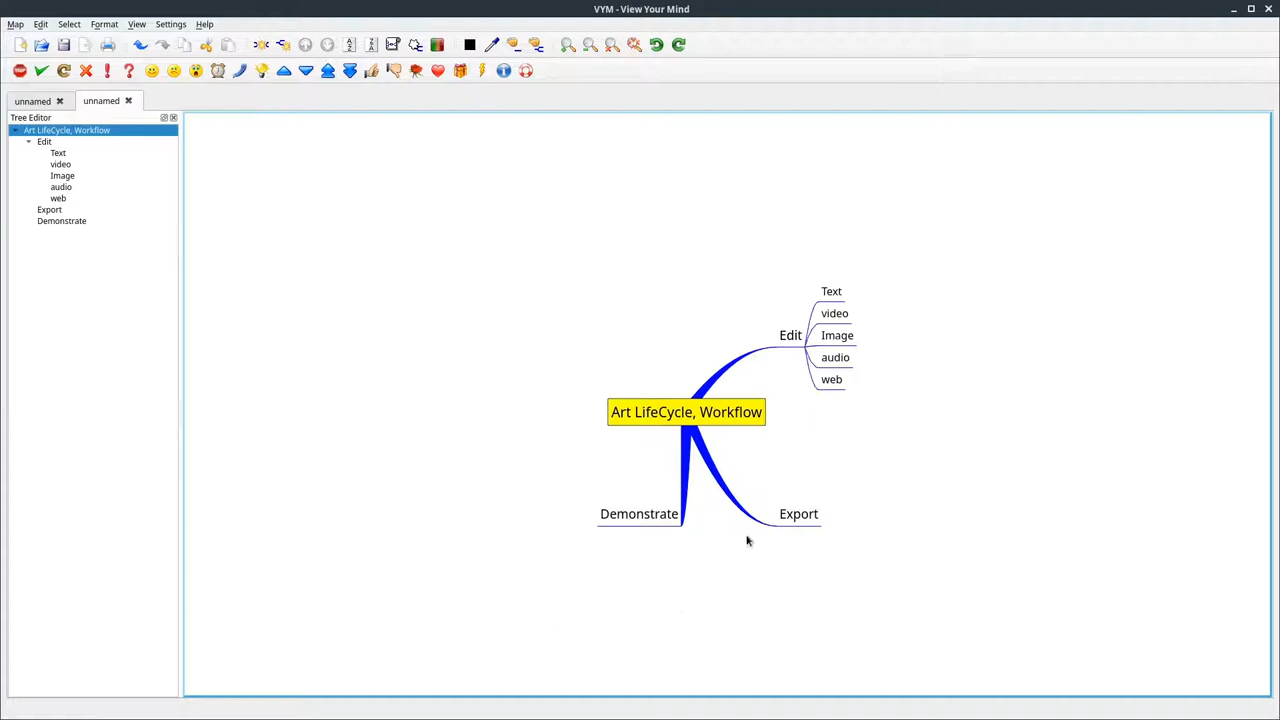 VYM - View Your Mind
Map Edit Select Format View Settings Help
unnamed unnamed
Tree Editor
Art LifeCycle, Workflow
Edit
Text
video
Image
audio
web
Export
Demonstrate
Text
video
Edit Image
audio
web
Art LifeCycle, Workflow
Demonstrate Export